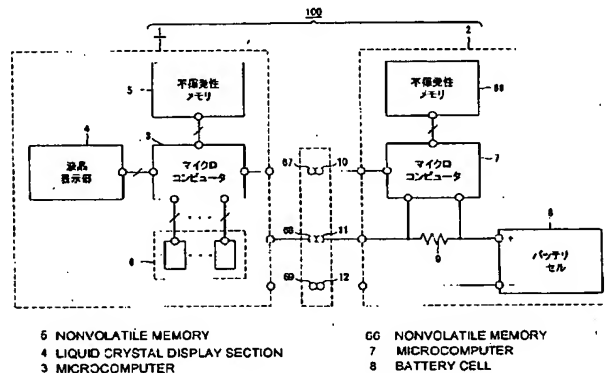 100
1
2
5
不揮発性
メモリ
不揮発性
メモリ
66
4
3
液晶
表示部
マイクロ
コンピュータ
67
10
マイクロ
コンピュータ
7
68
11
8
6
9
+
バッテリ
セル
69
12
−
5 NONVOLATILE MEMORY
4 LIQUID CRYSTAL DISPLAY SECTION
3 MICROCOMPUTER
66 NONVOLATILE MEMORY
7 MICROCOMPUTER
8 BATTERY CELL